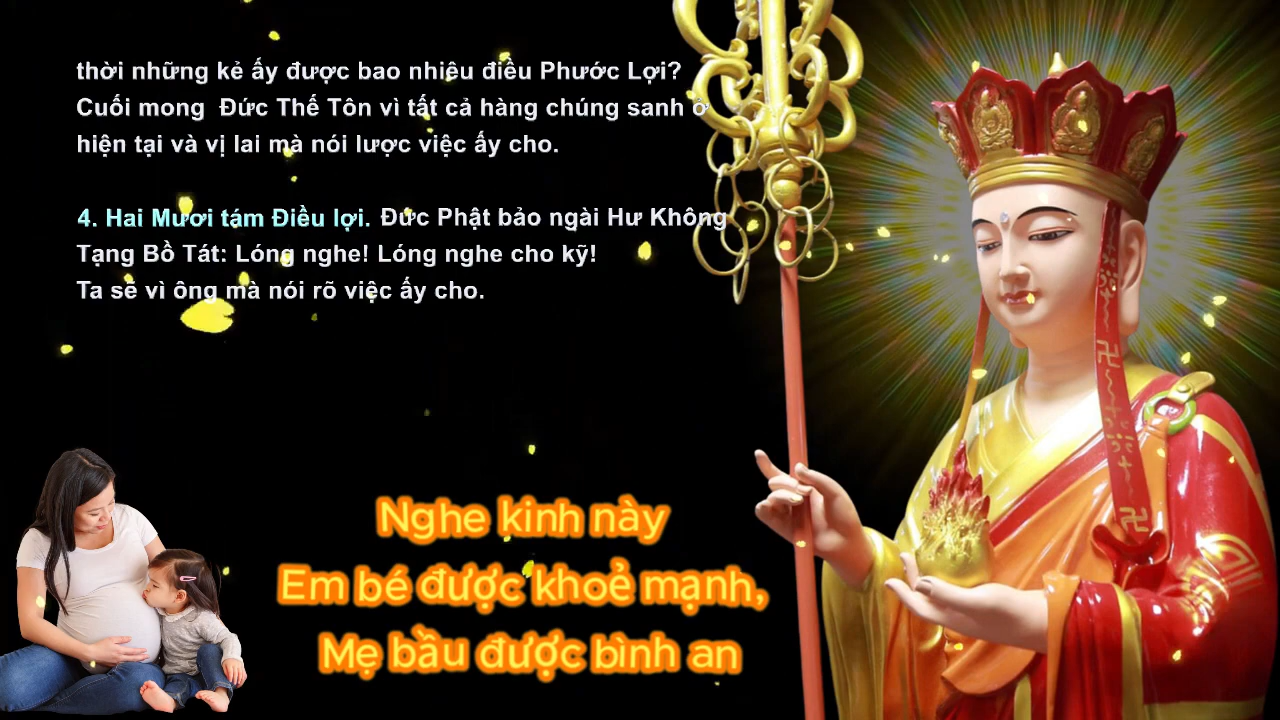 thời những kẻ ấy được bao nhiêu điều Phước Lợi?
Cuối mong Đức Thế Tôn vì tất cả hàng chúng sanh ở
hiện tại và vị lai mà nói lược việc ấy cho.
4. Hai Mươi tám Điều lợi. Đức Phật bảo ngài Hư Không
Tạng Bồ Tát: Lóng nghe! Lóng nghe cho kỹ!
Ta sẽ vì ông mà nói rõ việc ấy cho.
Nghe kinh này
Em bé được khoẻ mạnh,
Mẹ bầu được bình an